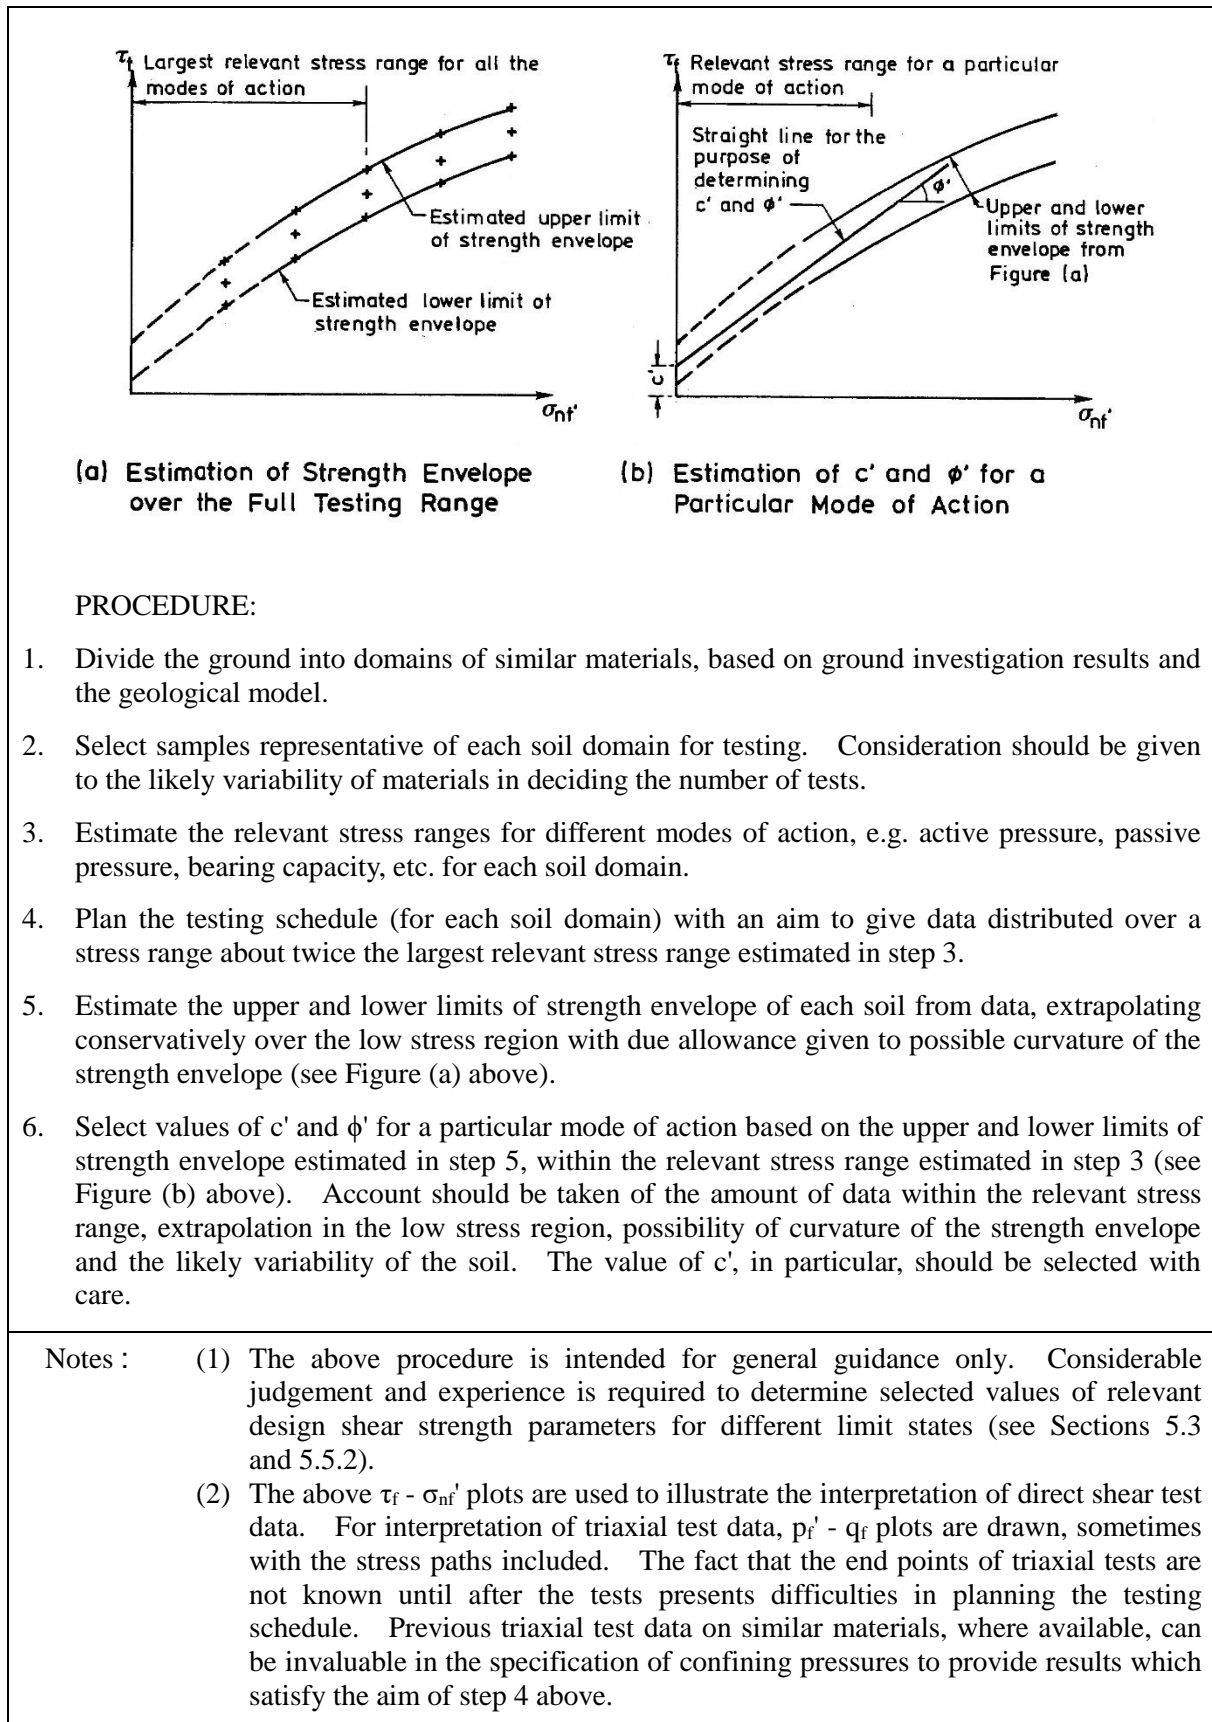 τf Largest relevant stress range for all the
modes of action
Estimated upper limit
of strength envelope
Estimated lower limit of
strength envelope
σnf'
(a) Estimation of Strength Envelope
over the Full Testing Range
τf Relevant stress range for a particular
mode of action
Straight line for the
purpose of
determining
c' and φ'
φ'
Upper and lower
limits of strength
envelope from
Figure (a)
c'
σnf'
(b) Estimation of c' and φ' for a
Particular Mode of Action
PROCEDURE:
1. Divide the ground into domains of similar materials, based on ground investigation results and
the geological model.
2. Select samples representative of each soil domain for testing. Consideration should be given
to the likely variability of materials in deciding the number of tests.
3. Estimate the relevant stress ranges for different modes of action, e.g. active pressure, passive
pressure, bearing capacity, etc. for each soil domain.
4. Plan the testing schedule (for each soil domain) with an aim to give data distributed over a
stress range about twice the largest relevant stress range estimated in step 3.
5. Estimate the upper and lower limits of strength envelope of each soil from data, extrapolating
conservatively over the low stress region with due allowance given to possible curvature of the
strength envelope (see Figure (a) above).
6. Select values of c' and ϕ' for a particular mode of action based on the upper and lower limits of
strength envelope estimated in step 5, within the relevant stress range estimated in step 3 (see
Figure (b) above). Account should be taken of the amount of data within the relevant stress
range, extrapolation in the low stress region, possibility of curvature of the strength envelope
and the likely variability of the soil. The value of c', in particular, should be selected with
care.
Notes : (1) The above procedure is intended for general guidance only. Considerable
judgement and experience is required to determine selected values of relevant
design shear strength parameters for different limit states (see Sections 5.3
and 5.5.2).
(2) The above τf - σnf' plots are used to illustrate the interpretation of direct shear test
data. For interpretation of triaxial test data, pf' - qf plots are drawn, sometimes
with the stress paths included. The fact that the end points of triaxial tests are
not known until after the tests presents difficulties in planning the testing
schedule. Previous triaxial test data on similar materials, where available, can
be invaluable in the specification of confining pressures to provide results which
satisfy the aim of step 4 above.